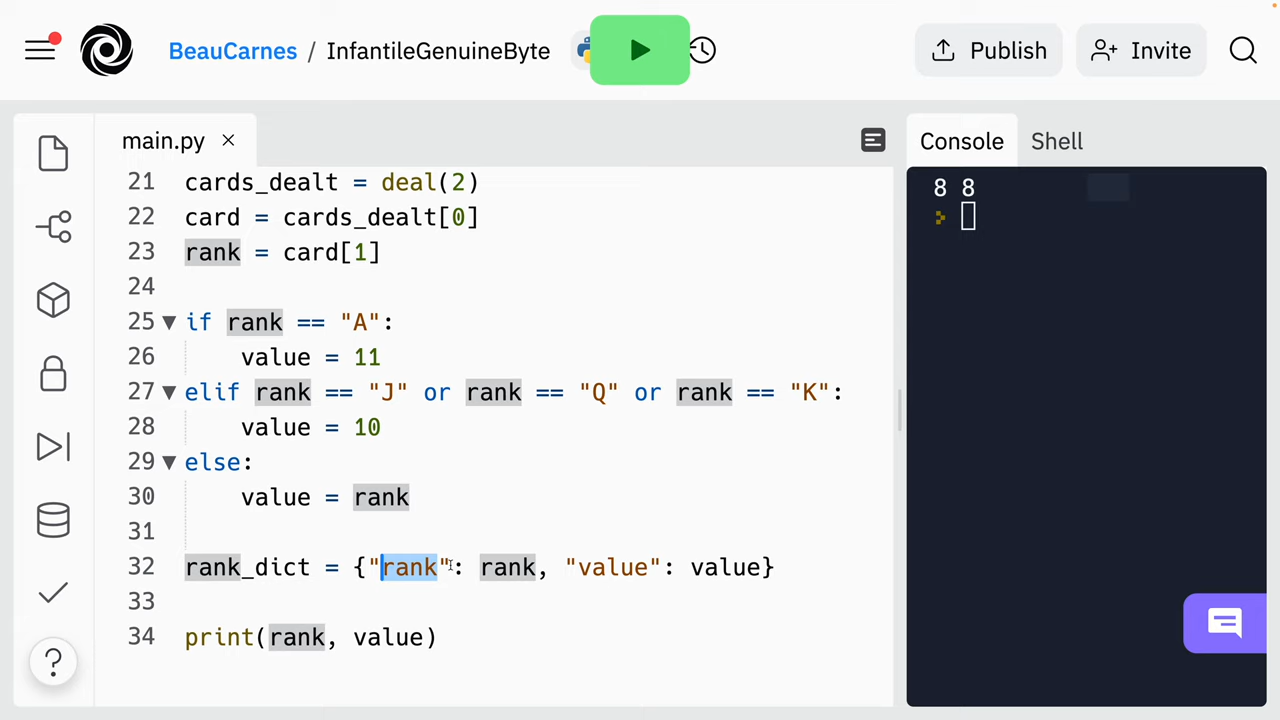 BeauCarnes / InfantileGenuineByte
Publish
Invite
main.py
Console
Shell
21 cards_dealt = deal(2)
22 card = cards_dealt[0]
23 rank = card[1]
24
25 if rank == "A":
26 value = 11
27 elif rank == "J" or rank == "Q" or rank == "K":
28 value = 10
29 else:
30 value = rank
31
32 rank_dict = {"rank": rank, "value": value}
33
34 print(rank, value)
8 8
?